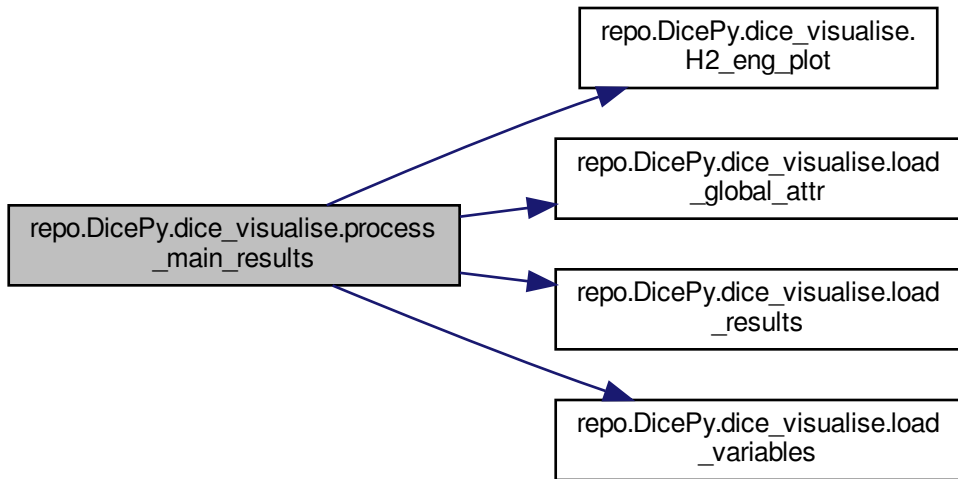 repo.DicePy.dice_visualise.
H2_eng_plot
repo.DicePy.dice_visualise.load
_global_attr
repo.DicePy.dice_visualise.process
_main_results
repo.DicePy.dice_visualise.load
_results
repo.DicePy.dice_visualise.load
_variables